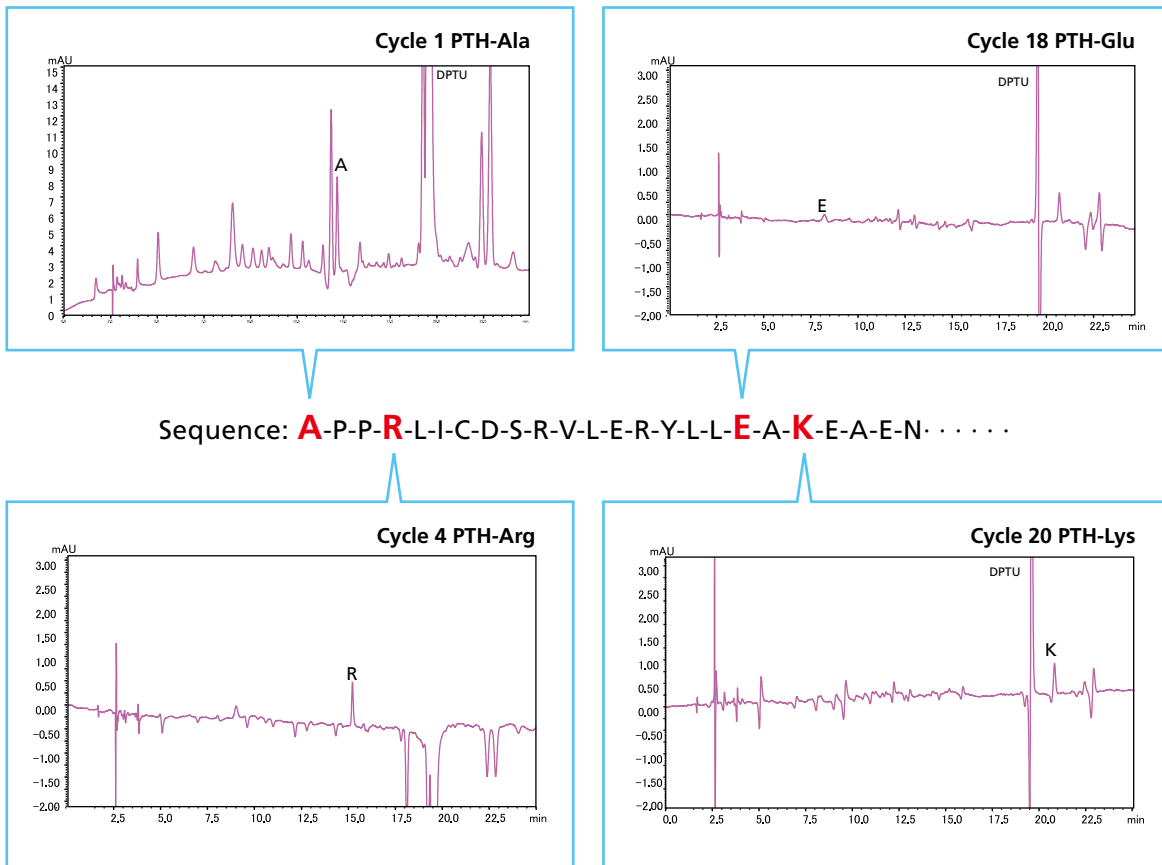 Cycle 1 PTH-Ala
mAU
15
14
13
12
11
10
9
8
7
6
5
4
3
2
1
0
DPTU
A
Cycle 18 PTH-Glu
mAU
3.00
2.50
2.00
1.50
1.00
0.50
0.00
−0.50
−1.00
−1.50
−2.00
DPTU
E
2.5 5.0 7.5 10.0 12.5 15.0 17.5 20.0 22.5 min
Sequence: A-P-P-R-L-I-C-D-S-R-V-L-E-R-Y-L-L-E-A-K-E-A-E-N······
Cycle 4 PTH-Arg
mAU
3.00
2.50
2.00
1.50
1.00
0.50
0.00
−0.50
−1.00
−1.50
−2.00
R
2.5 5.0 7.5 10.0 12.5 15.0 17.5 20.0 22.5 min
Cycle 20 PTH-Lys
mAU
3.00
2.50
2.00
1.50
1.00
0.50
0.00
−0.50
−1.00
−1.50
−2.00
DPTU
K
0.0 2.5 5.0 7.5 10.0 12.5 15.0 17.5 20.0 22.5 min